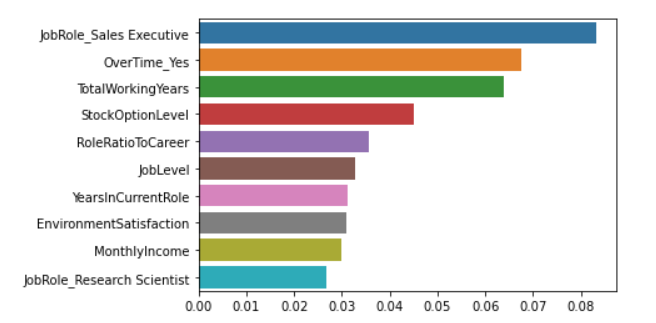 JobRole_Sales Executive
OverTime_Yes
TotalWorkingYears
StockOptionLevel
RoleRatioToCareer
JobLevel
YearsInCurrentRole
EnvironmentSatisfaction
MonthlyIncome
JobRole_Research Scientist
0.00 0.01 0.02 0.03 0.04 0.05 0.06 0.07 0.08